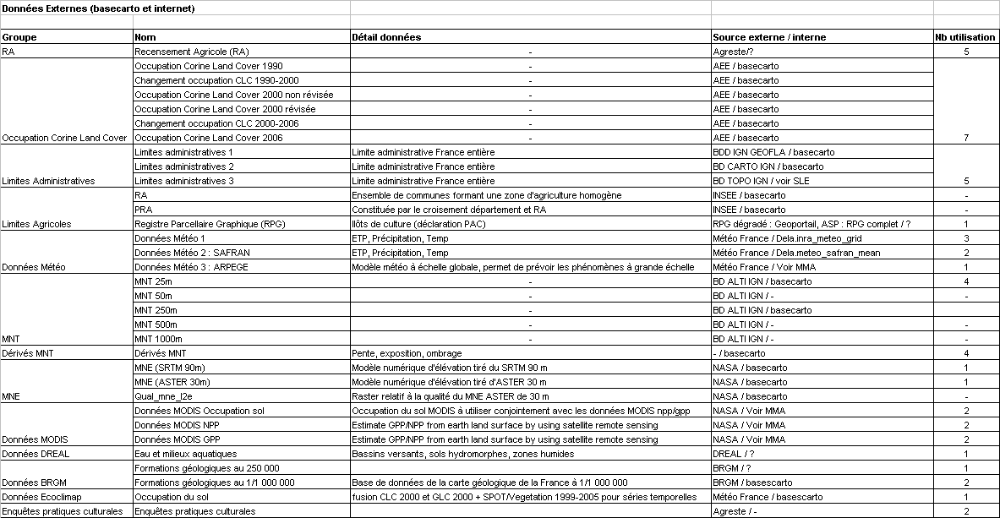 Données Externes (basecarto et internet)
Groupe Nom Détail données Source externe / interne Nb utilisation
RA Recensement Agricole (RA) - Agreste/? 5
Occupation Corine Land Cover 1990 - AEE / basecarto
Changement occupation CLC 1990-2000 - AEE / basecarto
Occupation Corine Land Cover 2000 non révisée - AEE / basecarto
Occupation Corine Land Cover 2000 révisée - AEE / basecarto
Changement occupation CLC 2000-2006 - AEE / basecarto
Occupation Corine Land Cover Occupation Corine Land Cover 2006 - AEE / basecarto 7
Limites administratives 1 Limite administrative France entière BDD IGN GEOFLA / basecarto
Limites administratives 2 Limite administrative France entière BD CARTO IGN / basecarto
Limites Administratives Limites administratives 3 Limite administrative France entière BD TOPO IGN / voir SLE 5
RA Ensemble de communes formant une zone d'agriculture homogène INSEE / basecarto -
PRA Constituée par le croisement département et RA INSEE / basecarto -
Limites Agricoles Registre Parcellaire Graphique (RPG) Ilôts de culture (déclaration PAC) RPG dégradé : Geoportail, ASP : RPG complet / ? 1
Données Météo 1 ETP, Précipitation, Temp Météo France / Dela.inra_meteo_grid 3
Données Météo 2 : SAFRAN ETP, Précipitation, Temp Météo France / Dela.meteo_safran_mean 2
Données Météo Données Météo 3 : ARPEGE Modèle météo à échelle globale, permet de prévoir les phénomènes à grande échelle Météo France / Voir MMA 1
MNT 25m - BD ALTI IGN / basecarto 4
MNT 50m - BD ALTI IGN / - -
MNT 250m - BD ALTI IGN / basecarto
MNT 500m - BD ALTI IGN / - -
MNT MNT 1000m - BD ALTI IGN / - -
Dérivés MNT Dérivés MNT Pente, exposition, ombrage - / basecarto 4
MNE (SRTM 90m) Modèle numérique d'élévation tiré du SRTM 90 m NASA / basecarto 1
MNE (ASTER 30m) Modèle numérique d'élévation tiré d'ASTER 30 m NASA / basecarto 1
MNE Qual_mne_l2e Raster relatif à la qualité du MNE ASTER de 30 m NASA / basecarto -
Données MODIS Occupation sol Occupation du sol MODIS à utiliser conjointement avec les données MODIS npp/gpp NASA / Voir MMA 2
Données MODIS NPP Estimate GPP/NPP from earth land surface by using satellite remote sensing NASA / Voir MMA 2
Données MODIS Données MODIS GPP Estimate GPP/NPP from earth land surface by using satellite remote sensing NASA / Voir MMA 2
Données DREAL Eau et milieux aquatiques Bassins versants, sols hydromorphes, zones humides DREAL / ? 1
Formations géologiques au 250 000 BRGM / ? 1
Données BRGM Formations géologiques au 1/1 000 000 Base de données de la carte géologique de la France à 1/1 000 000 BRGM / basecarto 2
Données Ecoclimap Occupation du sol fusion CLC 2000 et GLC 2000 + SPOT/Vegetation 1999-2005 pour séries temporelles Météo France / basecarto 1
Enquêtes pratiques culturales Enquêtes pratiques culturales Agreste / - 2